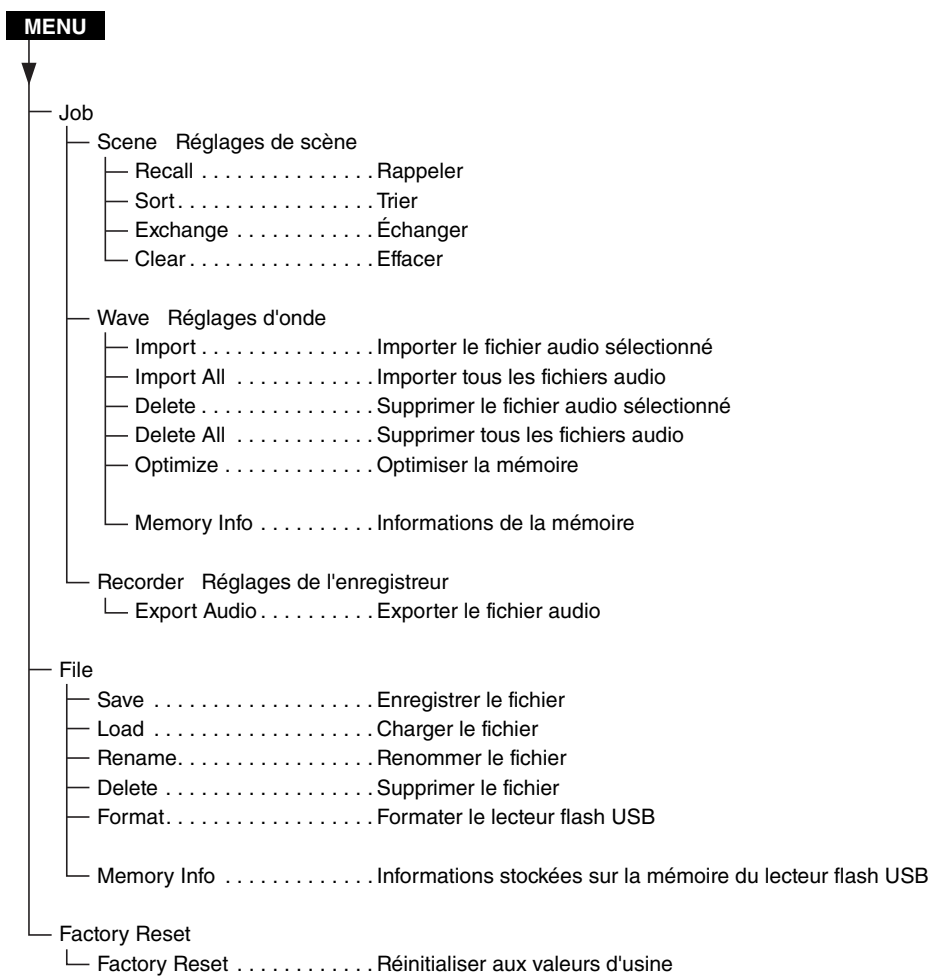 MENU
Job
Scene Réglages de scène
Recall . . . . . . . . . . . . . . . Rappeler
Sort. . . . . . . . . . . . . . . . . Trier
Exchange . . . . . . . . . . . . Échanger
Clear. . . . . . . . . . . . . . . . Effacer
Wave Réglages d'onde
Import . . . . . . . . . . . . . . . Importer le fichier audio sélectionné
Import All . . . . . . . . . . . . Importer tous les fichiers audio
Delete . . . . . . . . . . . . . . . Supprimer le fichier audio sélectionné
Delete All . . . . . . . . . . . . Supprimer tous les fichiers audio
Optimize . . . . . . . . . . . . . Optimiser la mémoire
Memory Info . . . . . . . . . . Informations de la mémoire
Recorder Réglages de l'enregistreur
Export Audio . . . . . . . . . . Exporter le fichier audio
File
Save . . . . . . . . . . . . . . . . . . . Enregistrer le fichier
Load . . . . . . . . . . . . . . . . . . . Charger le fichier
Rename. . . . . . . . . . . . . . . . . Renommer le fichier
Delete . . . . . . . . . . . . . . . . . . Supprimer le fichier
Format. . . . . . . . . . . . . . . . . . Formater le lecteur flash USB
Memory Info . . . . . . . . . . . . . Informations stockées sur la mémoire du lecteur flash USB
Factory Reset
Factory Reset . . . . . . . . . . . . Réinitialiser aux valeurs d'usine